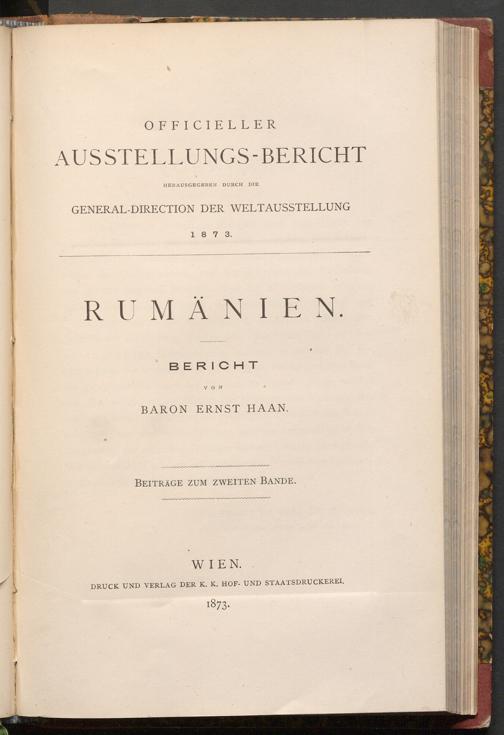 OFFICIELLER
AUSSTELLUNGS-BERICHT
HERAUSGEGEBEN DURCH DIE
GENERAL-DIRECTION DER WELTAUSSTELLUNG
1873.
RUMÄNIEN.
BERICHT
VON
BARON ERNST HAAN.
BEITRÄGE ZUM ZWEITEN BANDE.
WIEN.
DRUCK UND VERLAG DER K. K. HOF- UND STAATSDRUCKEREI.
1873.